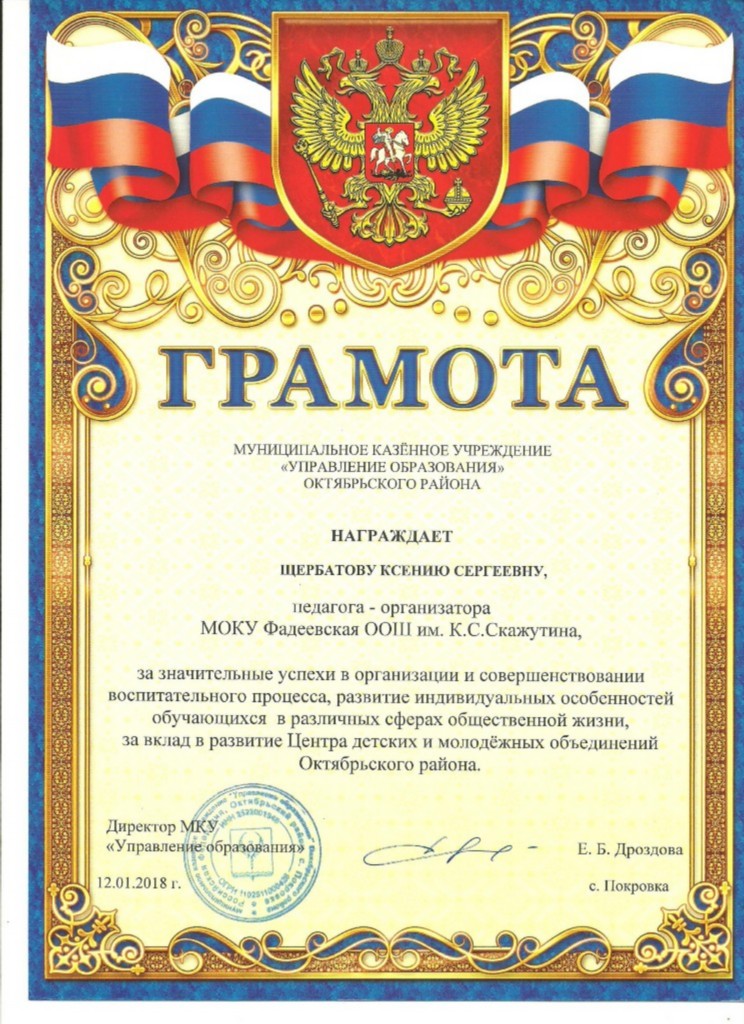 ГРАМОТА
МУНИЦИПАЛЬНОЕ КАЗЁННОЕ УЧРЕЖДЕНИЕ
«УПРАВЛЕНИЕ ОБРАЗОВАНИЯ»
ОКТЯБРЬСКОГО РАЙОНА
НАГРАЖДАЕТ
ЩЕРБАТОВУ КСЕНИЮ СЕРГЕЕВНУ,
педагога - организатора
МОКУ Фадеевская ООШ им. К.С.Скажутина,
за значительные успехи в организации и совершенствовании
воспитательного процесса, развитие индивидуальных особенностей
обучающихся в различных сферах общественной жизни,
за вклад в развитие Центра детских и молодёжных объединений
Октябрьского района.
Директор МКУ
«Управление образования»
Е. Б. Дроздова
12.01.2018 г.
с. Покровка